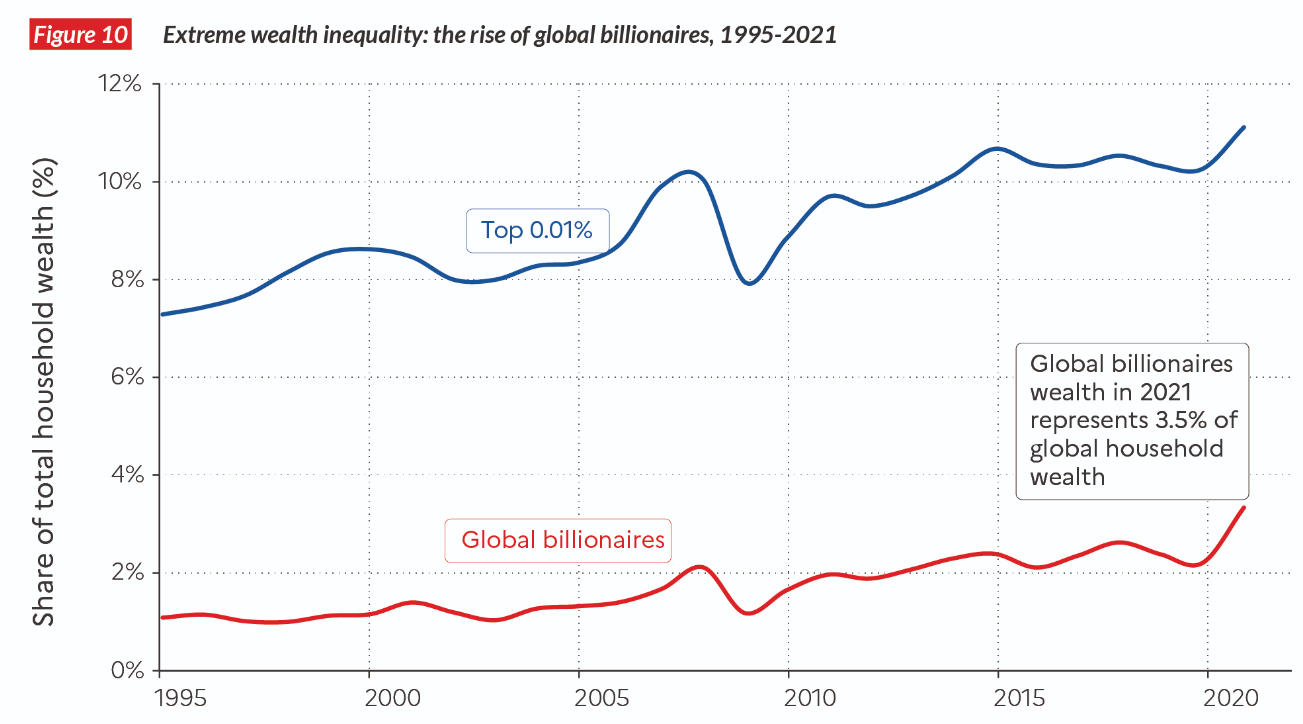 Figure 10 Extreme wealth inequality: the rise of global billionaires, 1995-2021
Share of total household wealth (%)
12%
10%
8%
6%
4%
2%
0%
Top 0.01%
Global billionaires
wealth in 2021
represents 3.5% of
global household
wealth
Global billionaires
1995 2000 2005 2010 2015 2020